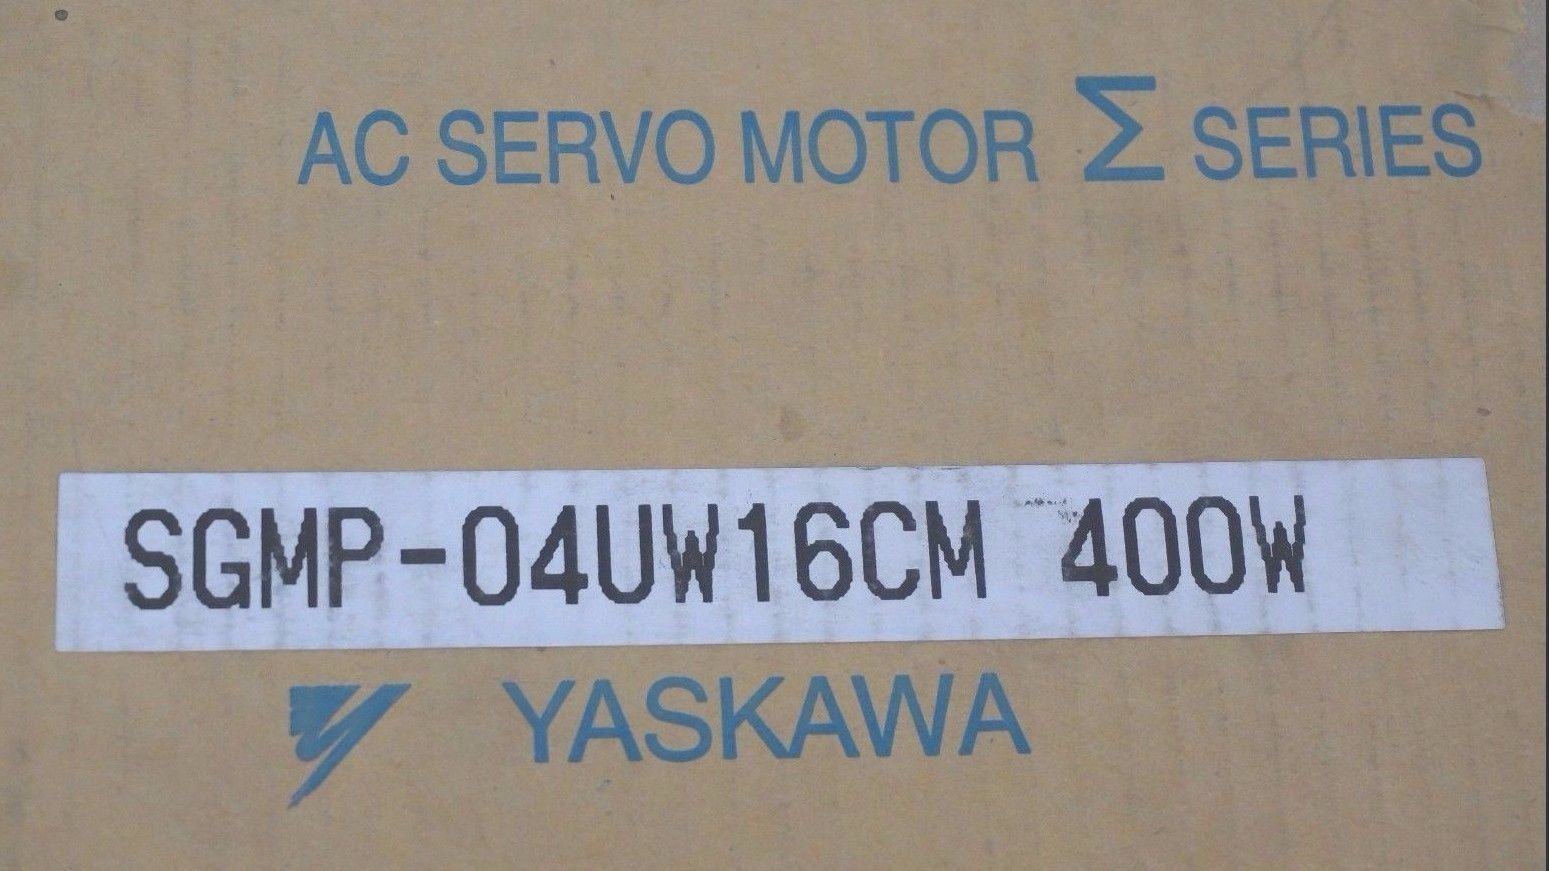 AC SERVO MOTOR Σ SERIES
SGMP-04UW16CM 400W
YASKAWA